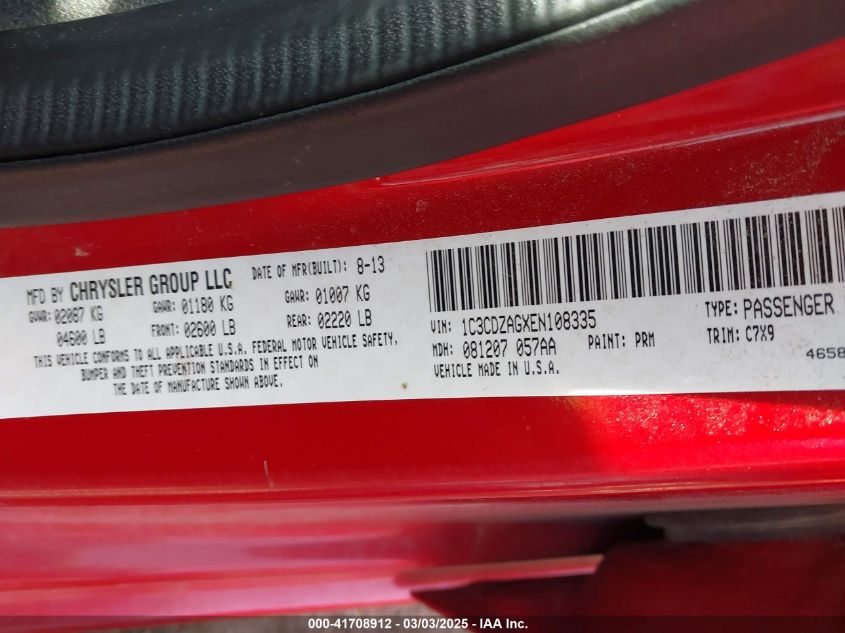 MFD BY CHRYSLER GROUP LLC DATE OF MFR(BUILT): 8-13
GVWR: 02087 KG GAWR: 01180 KG GAWR: 01007 KG
04600 LB FRONT: 02600 LB REAR: 02220 LB
THIS VEHICLE CONFORMS TO ALL APPLICABLE U.S.A. FEDERAL MOTOR VEHICLE SAFETY,
BUMPER AND THEFT PREVENTION STANDARDS IN EFFECT ON
THE DATE OF MANUFACTURE SHOWN ABOVE.
VIN: 1C3CDZAGXEN108335 TYPE: PASSENGER
MDH: 081207 057AA PAINT: PRM TRIM: C7X9
VEHICLE MADE IN U.S.A. 4658
000-41708912 / 03/03/2025 - IAA Inc.